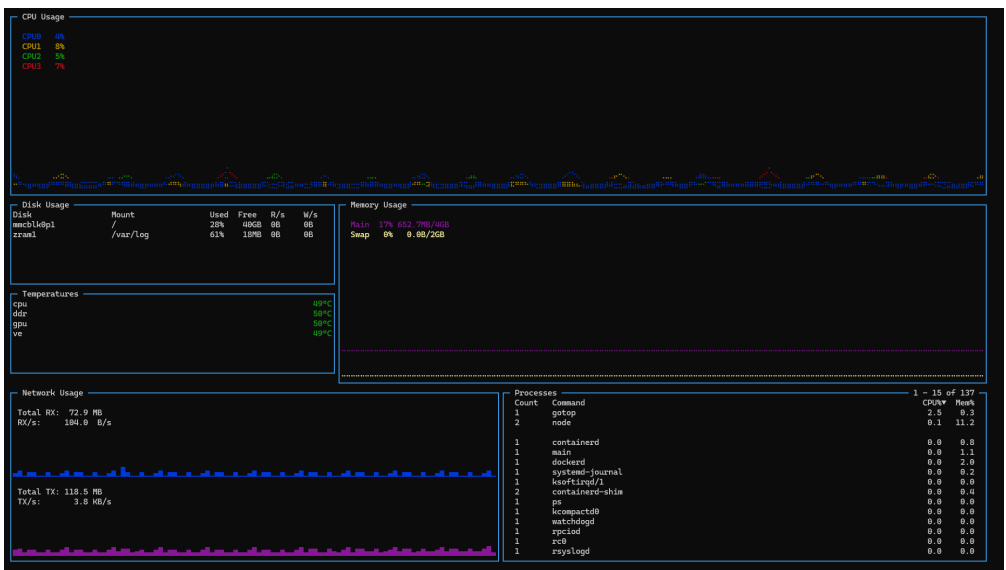 CPU Usage
CPU0 4%
CPU1 8%
CPU2 5%
CPU3 7%
Disk Usage
Disk Mount Used Free R/s W/s
mmcblk0p1 / 28% 40GB 0B 0B
zram1 /var/log 61% 18MB 0B 0B
Memory Usage
Main 17% 652.7MB/4GB
Swap 0% 0.0B/2GB
Temperatures
cpu 49°C
ddr 50°C
gpu 50°C
ve 49°C
Network Usage
Total RX: 72.9 MB
RX/s: 104.0 B/s
Total TX: 118.5 MB
TX/s: 3.8 KB/s
Processes 1 - 15 of 137
Count Command CPU%▼ Mem%
1 gotop 2.5 0.3
2 node 0.1 11.2
1 containerd 0.0 0.8
1 main 0.0 1.1
1 dockerd 0.0 2.0
1 systemd-journal 0.0 0.2
1 ksoftirqd/1 0.0 0.0
2 containerd-shim 0.0 0.4
1 ps 0.0 0.0
1 kcompactd0 0.0 0.0
1 watchdogd 0.0 0.0
1 rpciod 0.0 0.0
1 rc0 0.0 0.0
1 rsyslogd 0.0 0.0